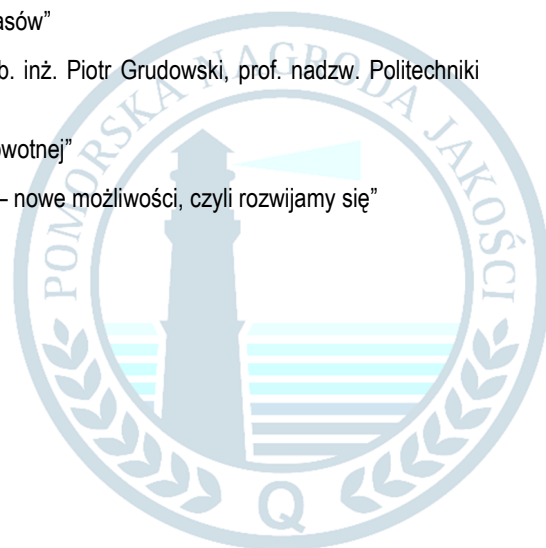 asów”
b. inż. Piotr Grudowski, prof. nadzw. Politechniki
owotnej”
– nowe możliwości, czyli rozwijamy się”
POMORSKA NAGRODA JAKOŚCI
Q